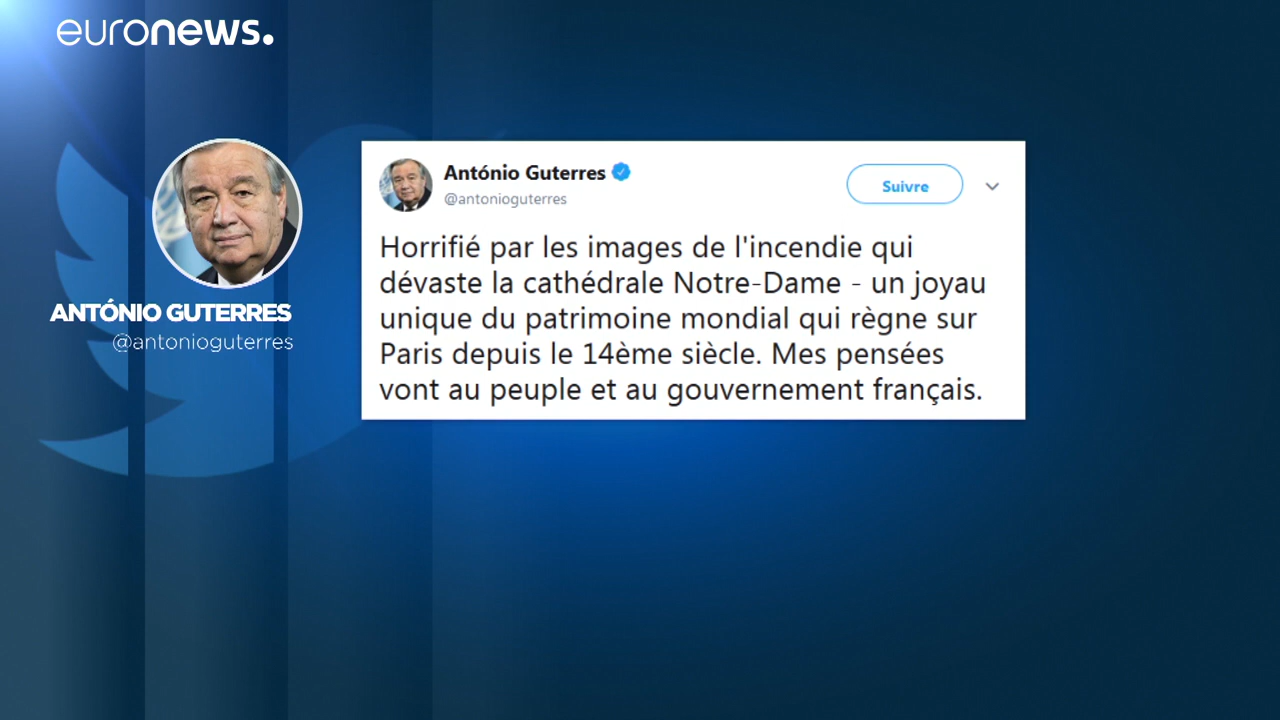 euronews.
ANTÓNIO GUTERRES
@antonioguterres
António Guterres
@antonioguterres
Suivre
Horrifié par les images de l'incendie qui
dévaste la cathédrale Notre-Dame - un joyau
unique du patrimoine mondial qui règne sur
Paris depuis le 14ème siècle. Mes pensées
vont au peuple et au gouvernement français.